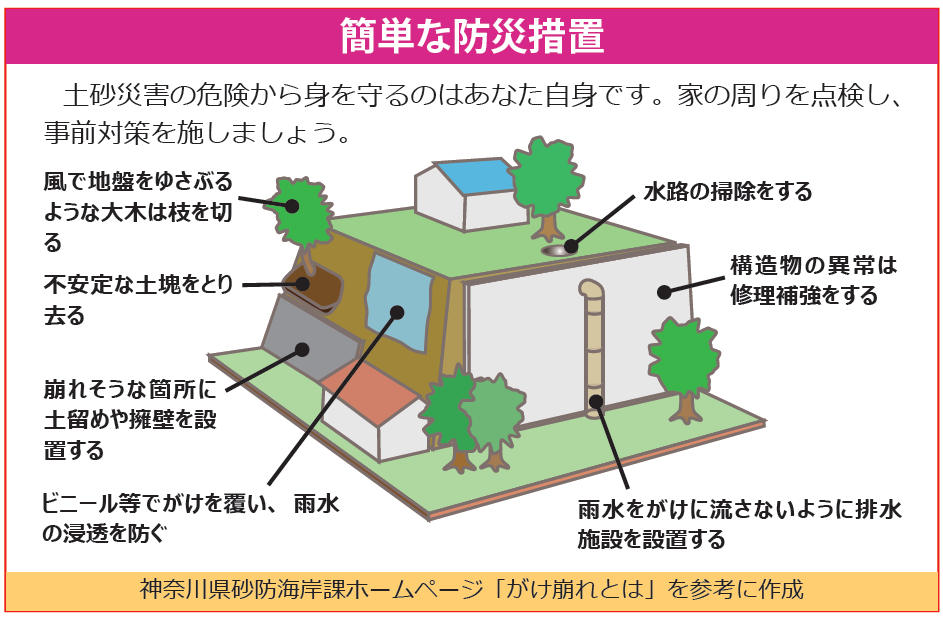 簡単な防災措置
土砂災害の危険から身を守るのはあなた自身です。家の周りを点検し、
事前対策を施しましょう。
風で地盤をゆさぶる
ような大木は枝を切
る
水路の掃除をする
不安定な土塊をとり
去る
構造物の異常は
修理補強をする
崩れそうな箇所に
土留めや擁壁を設
置する
ビニール等でがけを覆い、雨水
の浸透を防ぐ
雨水をがけに流さないように排水
施設を設置する
神奈川県砂防海岸課ホームページ「がけ崩れとは」を参考に作成